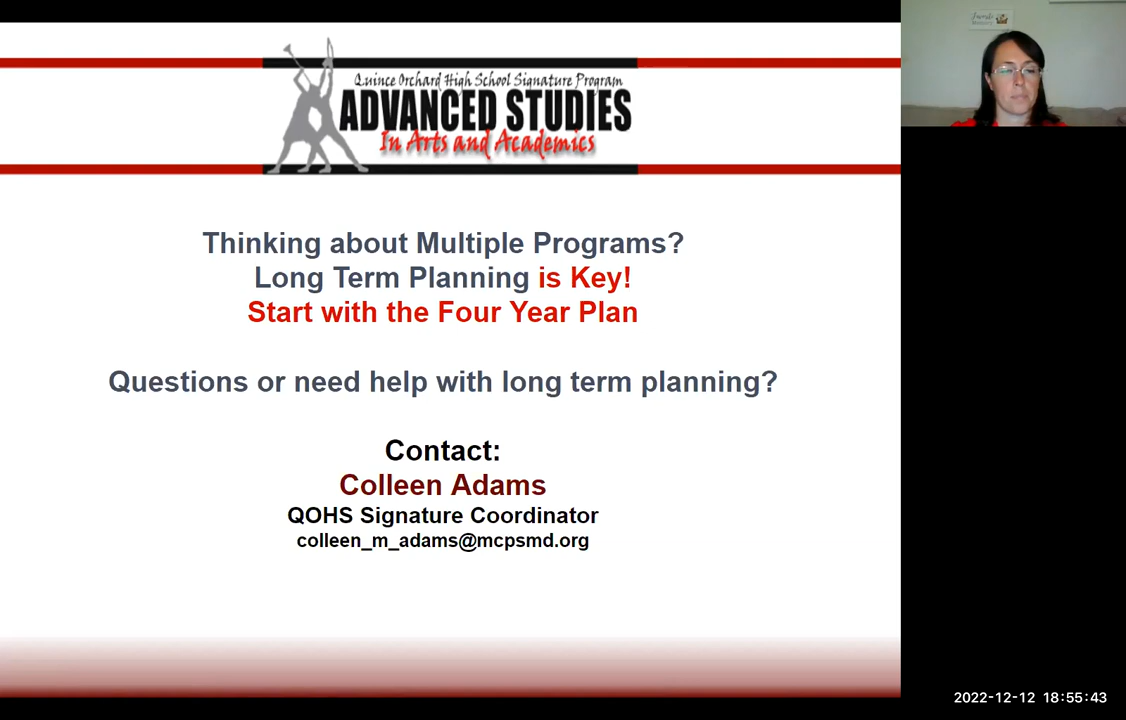 Quince Orchard High School Signature Program
ADVANCED STUDIES
In Arts and Academics
Thinking about Multiple Programs?
Long Term Planning is Key!
Start with the Four Year Plan
Questions or need help with long term planning?
Contact:
Colleen Adams
QOHS Signature Coordinator
colleen_m_adams@mcpsmd.org
2022-12-12 18:55:43